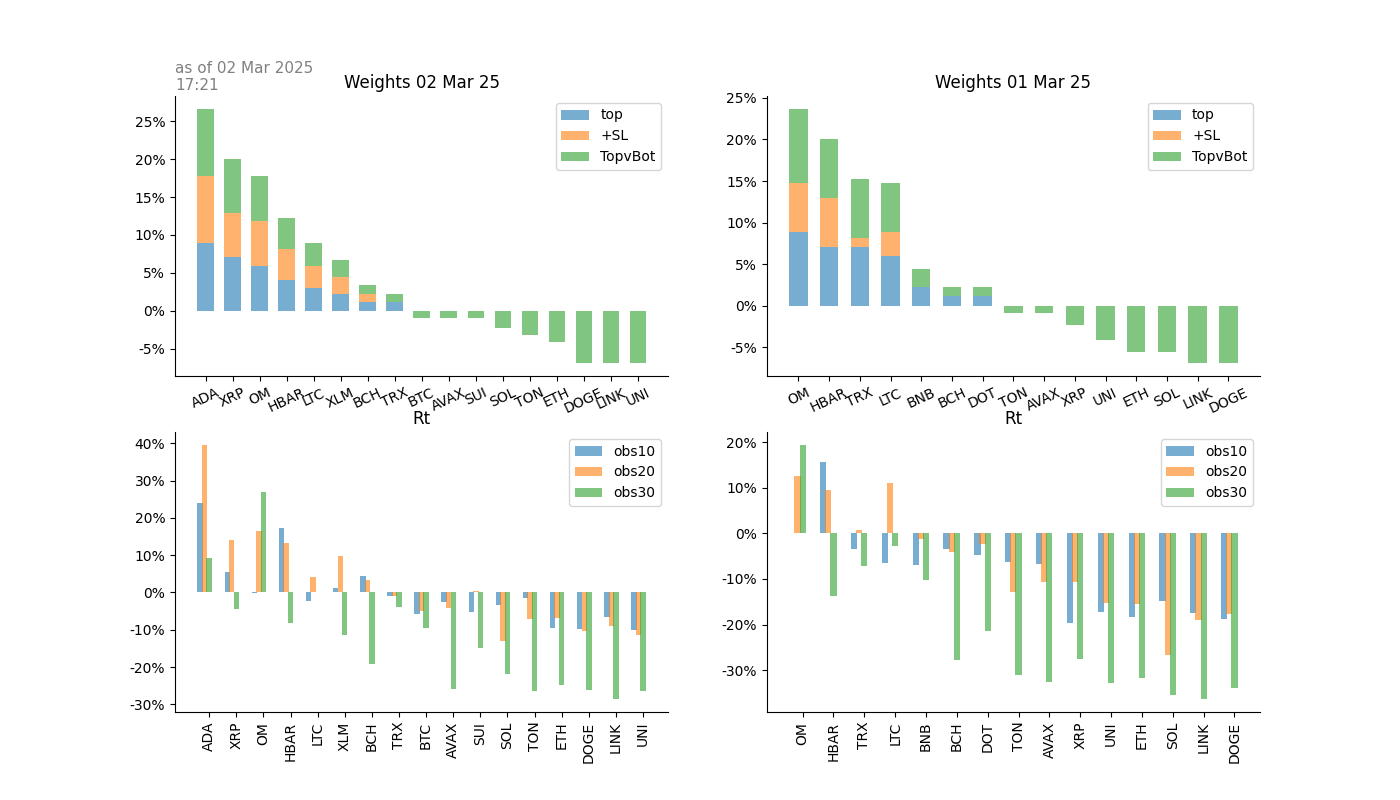 as of 02 Mar 2025
17:21
Weights 02 Mar 25
25%
20%
15%
10%
5%
0%
-5%
top
+SL
TopvBot
ADA XRP OM HBAR LTC XLM BCH TRX BTC AVAX SUI SOL TON ETH DOGE LINK UNI
Weights 01 Mar 25
25%
20%
15%
10%
5%
0%
-5%
top
+SL
TopvBot
OM HBAR TRX LTC BNB BCH DOT TON AVAX XRP UNI ETH SOL LINK DOGE
Rt
40%
30%
20%
10%
0%
-10%
-20%
-30%
obs10
obs20
obs30
ADA XRP OM HBAR LTC XLM BCH TRX BTC AVAX SUI SOL TON ETH DOGE LINK UNI
Rt
20%
10%
0%
-10%
-20%
-30%
obs10
obs20
obs30
OM HBAR TRX LTC BNB BCH DOT TON AVAX XRP UNI ETH SOL LINK DOGE